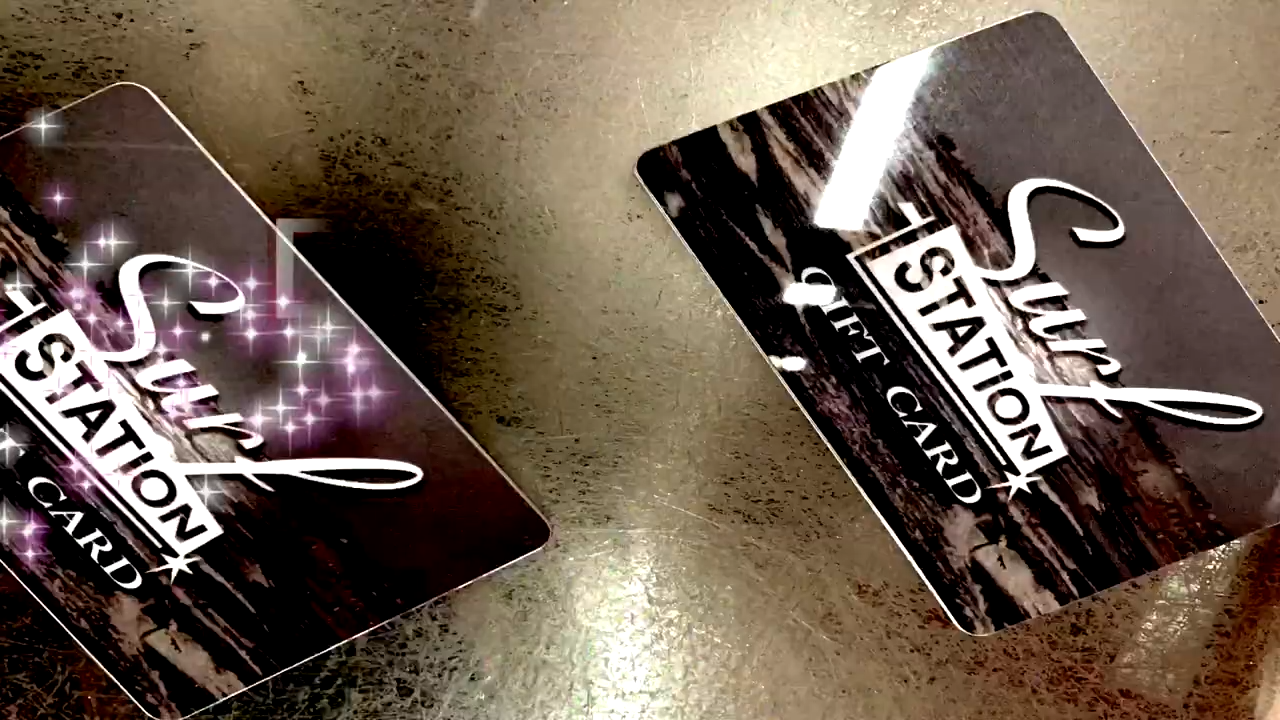 Surf
STATION
CARD
Surf
STATION
GIFT CARD